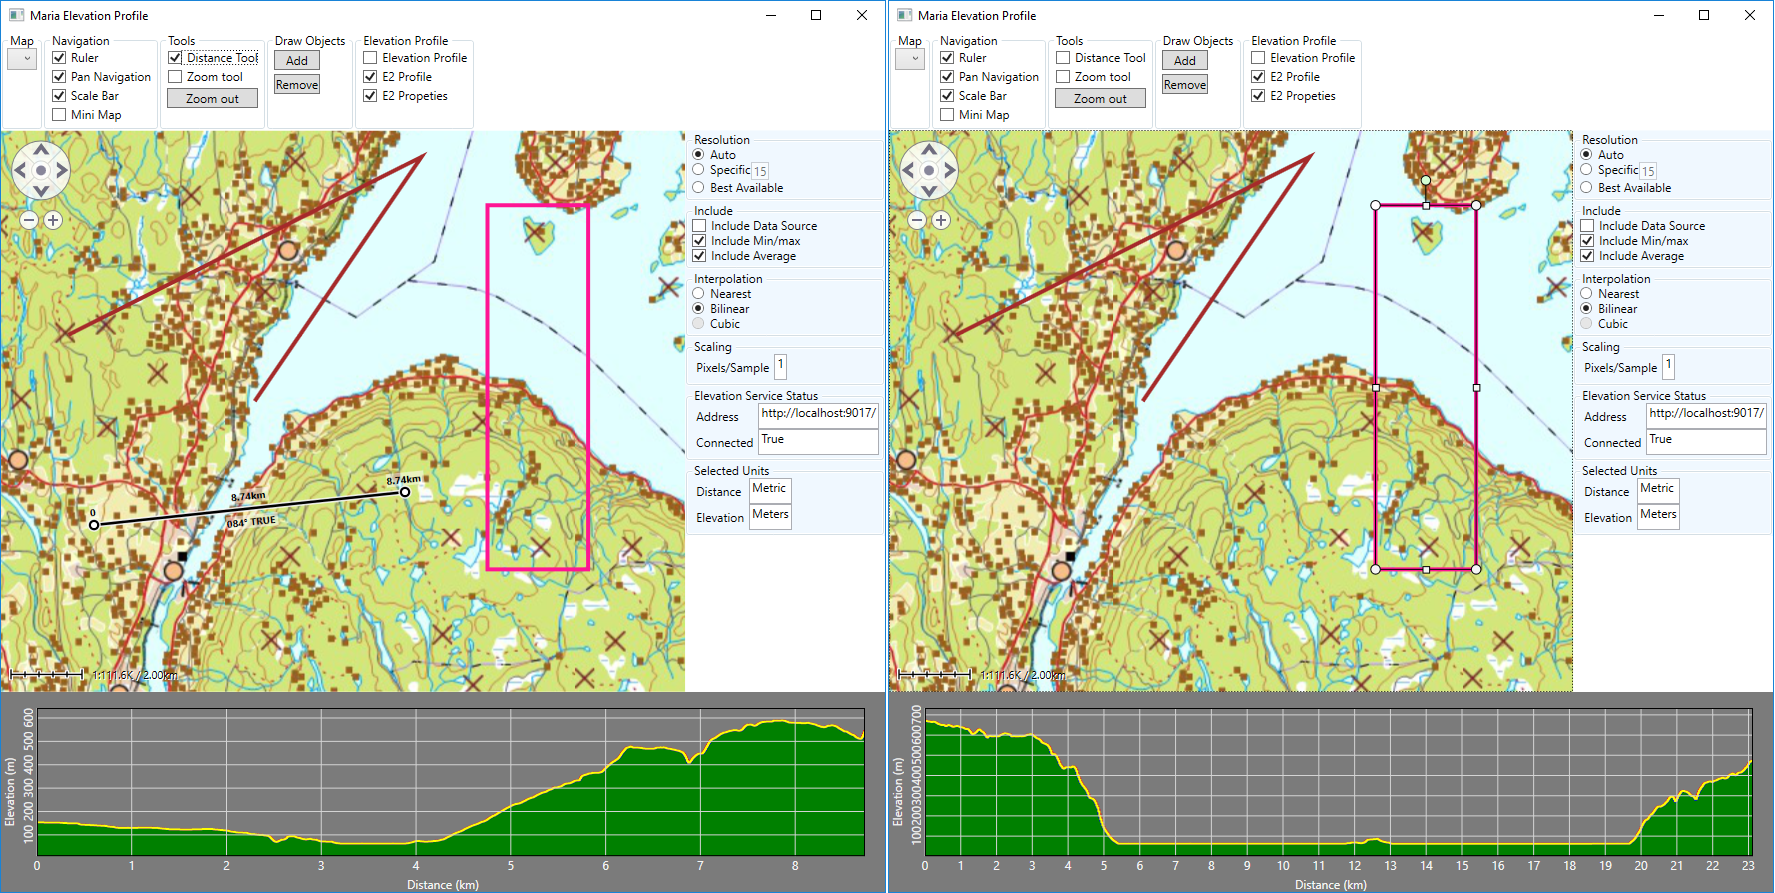 Maria Elevation Profile
Map
Navigation
Ruler
Pan Navigation
Scale Bar
Mini Map
Tools
Distance Tool
Zoom tool
Zoom out
Draw Objects
Add
Remove
Elevation Profile
Elevation Profile
E2 Profile
E2 Propeties
Resolution
Auto
Specific 15
Best Available
Include
Include Data Source
Include Min/max
Include Average
Interpolation
Nearest
Bilinear
Cubic
Scaling
Pixels/Sample 1
Elevation Service Status
Address http://localhost:9017/
Connected True
Selected Units
Distance Metric
Elevation Meters
0
8.74km
8.74km
084° TRUE
1:111.6K / 2.00km
Elevation (m)
100 200 300 400 500 600
0 1 2 3 4 5 6 7 8
Distance (km)
Maria Elevation Profile
Map
Navigation
Ruler
Pan Navigation
Scale Bar
Mini Map
Tools
Distance Tool
Zoom tool
Zoom out
Draw Objects
Add
Remove
Elevation Profile
Elevation Profile
E2 Profile
E2 Propeties
Resolution
Auto
Specific 15
Best Available
Include
Include Data Source
Include Min/max
Include Average
Interpolation
Nearest
Bilinear
Cubic
Scaling
Pixels/Sample 1
Elevation Service Status
Address http://localhost:9017/
Connected True
Selected Units
Distance Metric
Elevation Meters
1:111.6K / 2.00km
Elevation (m)
100 200 300 400 500 600 700
0 1 2 3 4 5 6 7 8 9 10 11 12 13 14 15 16 17 18 19 20 21 22 23
Distance (km)